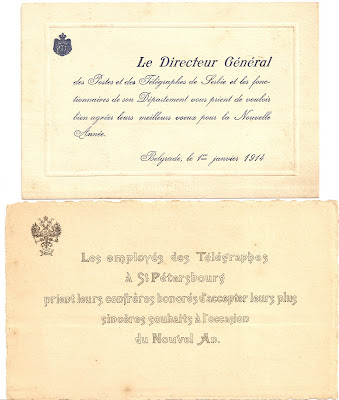 Le Directeur Général
des Postes et des Télégraphes de Serbie et les fonc-
tionnaires de son Département vous prient de vouloir
bien agréer leurs meilleurs voeux pour la Nouvelle
Année.
Belgrade, le 1er janvier 1914
Les employés des Télégraphes
à St Pétersbourg
prient leurs confrères honorés d'accepter leurs plus
sincères souhaits à l'occasion
du Nouvel An.